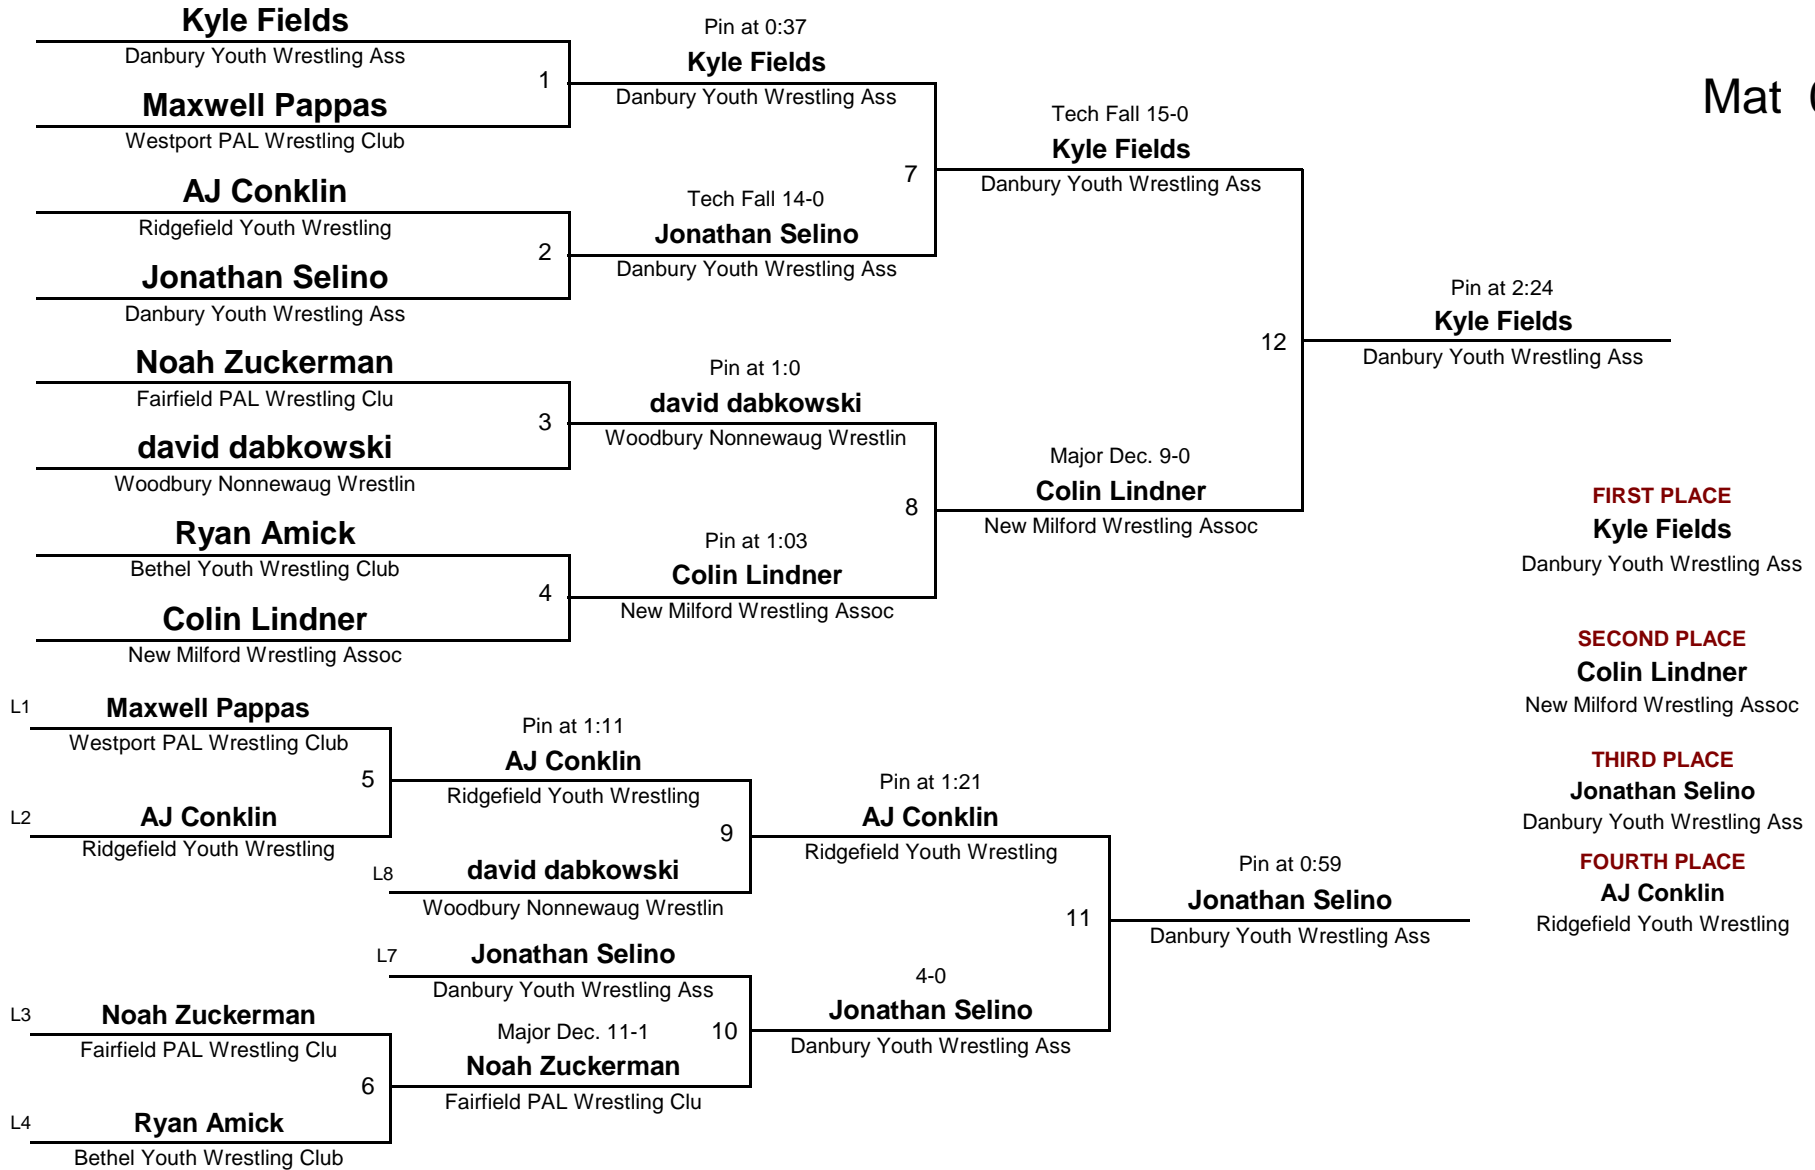 Kyle Fields
Danbury Youth Wrestling Ass
1
Maxwell Pappas
Westport PAL Wrestling Club
AJ Conklin
Ridgefield Youth Wrestling
2
Jonathan Selino
Danbury Youth Wrestling Ass
Noah Zuckerman
Fairfield PAL Wrestling Clu
3
david dabkowski
Woodbury Nonnewaug Wrestlin
Ryan Amick
Bethel Youth Wrestling Club
4
Colin Lindner
New Milford Wrestling Assoc
Pin at 0:37
Kyle Fields
Danbury Youth Wrestling Ass
7
Tech Fall 14-0
Jonathan Selino
Danbury Youth Wrestling Ass
Pin at 1:0
david dabkowski
Woodbury Nonnewaug Wrestlin
8
Pin at 1:03
Colin Lindner
New Milford Wrestling Assoc
Tech Fall 15-0
Kyle Fields
Danbury Youth Wrestling Ass
12
Major Dec. 9-0
Colin Lindner
New Milford Wrestling Assoc
Pin at 2:24
Kyle Fields
Danbury Youth Wrestling Ass
Mat
FIRST PLACE
Kyle Fields
Danbury Youth Wrestling Ass
SECOND PLACE
Colin Lindner
New Milford Wrestling Assoc
THIRD PLACE
Jonathan Selino
Danbury Youth Wrestling Ass
FOURTH PLACE
AJ Conklin
Ridgefield Youth Wrestling
L1
Maxwell Pappas
Westport PAL Wrestling Club
5
L2
AJ Conklin
Ridgefield Youth Wrestling
Pin at 1:11
AJ Conklin
Ridgefield Youth Wrestling
9
L8
david dabkowski
Woodbury Nonnewaug Wrestlin
L7
Jonathan Selino
Danbury Youth Wrestling Ass
10
L3
Noah Zuckerman
Fairfield PAL Wrestling Clu
6
L4
Ryan Amick
Bethel Youth Wrestling Club
Major Dec. 11-1
Noah Zuckerman
Fairfield PAL Wrestling Clu
Pin at 1:21
AJ Conklin
Ridgefield Youth Wrestling
11
4-0
Jonathan Selino
Danbury Youth Wrestling Ass
Pin at 0:59
Jonathan Selino
Danbury Youth Wrestling Ass